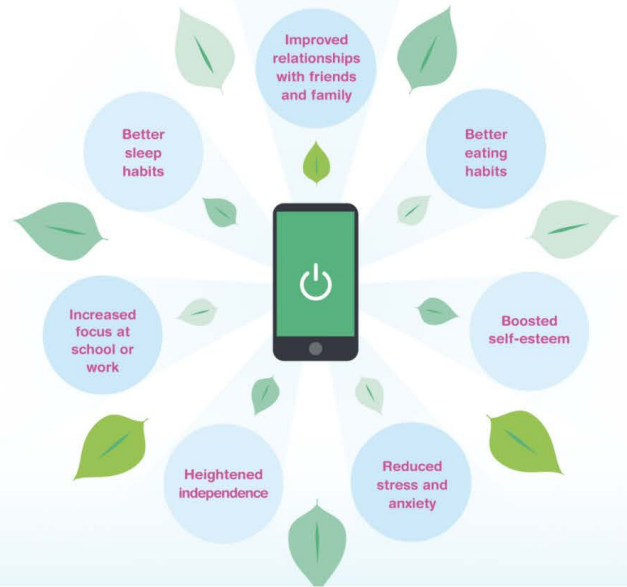 Improved
relationships
with friends
and family
Better
sleep
habits
Better
eating
habits
Increased
focus at
school or
work
Boosted
self-esteem
Heightened
independence
Reduced
stress and
anxiety